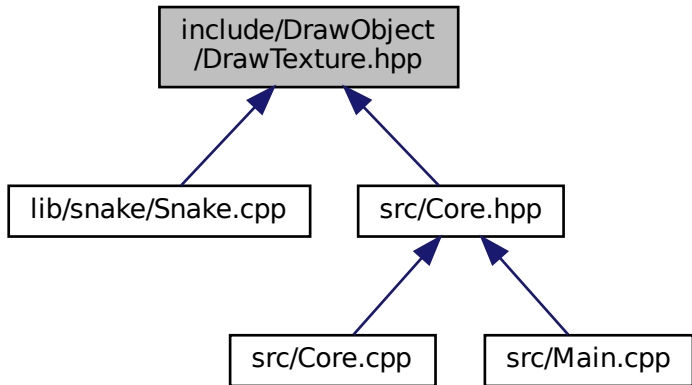 include/DrawObject
/DrawTexture.hpp
lib/snake/Snake.cpp
src/Core.hpp
src/Core.cpp
src/Main.cpp